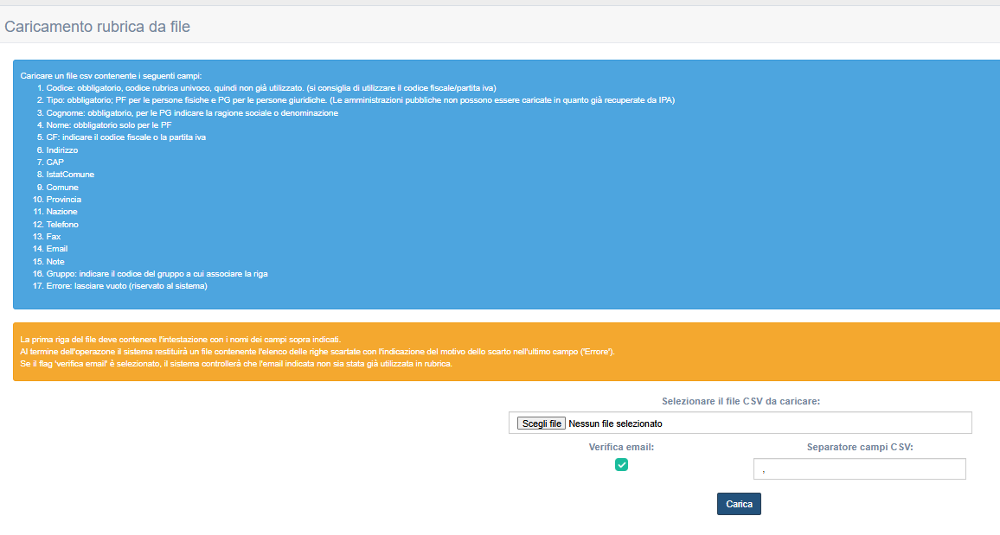 Caricamento rubrica da file
Caricare un file csv contenente i seguenti campi:
1. Codice: obbligatorio, codice rubrica univoco, quindi non già utilizzato. (si consiglia di utilizzare il codice fiscale/partita iva)
2. Tipo: obbligatorio; PF per le persone fisiche e PG per le persone giuridiche. (Le amministrazioni pubbliche non possono essere caricate in quanto già recuperate da IPA)
3. Cognome: obbligatorio, per le PG indicare la ragione sociale o denominazione
4. Nome: obbligatorio solo per le PF
5. CF: indicare il codice fiscale o la partita iva
6. Indirizzo
7. CAP
8. IstatComune
9. Comune
10. Provincia
11. Nazione
12. Telefono
13. Fax
14. Email
15. Note
16. Gruppo: indicare il codice del gruppo a cui associare la riga
17. Errore: lasciare vuoto (riservato al sistema)
La prima riga del file deve contenere l'intestazione con i nomi dei campi sopra indicati.
Al termine dell'operazone il sistema restituirà un file contenente l'elenco delle righe scartate con l'indicazione del motivo dello scarto nell'ultimo campo ('Errore').
Se il flag 'verifica email' è selezionato, il sistema controllerà che l'email indicata non sia stata già utilizzata in rubrica.
Selezionare il file CSV da caricare:
Scegli file Nessun file selezionato
Verifica email: Separatore campi CSV:
,
Carica